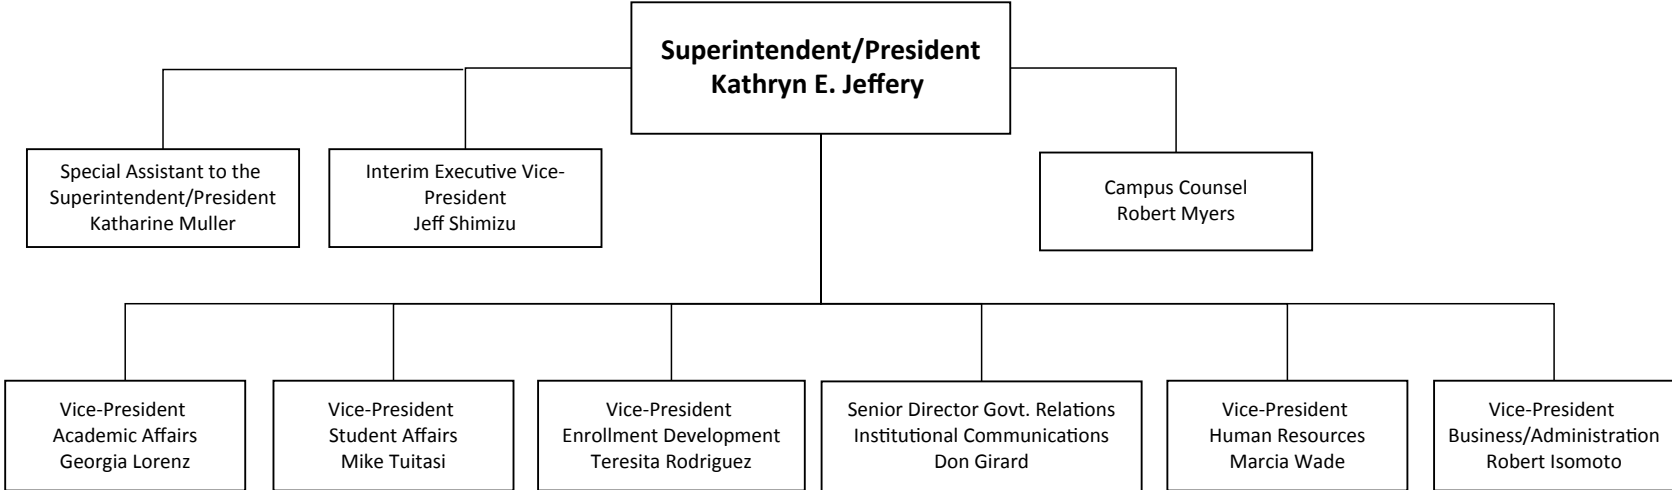 Superintendent/President
Kathryn E. Jeffery
Special Assistant to the
Superintendent/President
Katharine Muller
Interim Executive Vice-
President
Jeff Shimizu
Campus Counsel
Robert Myers
Vice-President
Academic Affairs
Georgia Lorenz
Vice-President
Student Affairs
Mike Tuitasi
Vice-President
Enrollment Development
Teresita Rodriguez
Senior Director Govt. Relations
Institutional Communications
Don Girard
Vice-President
Human Resources
Marcia Wade
Vice-President
Business/Administration
Robert Isomoto